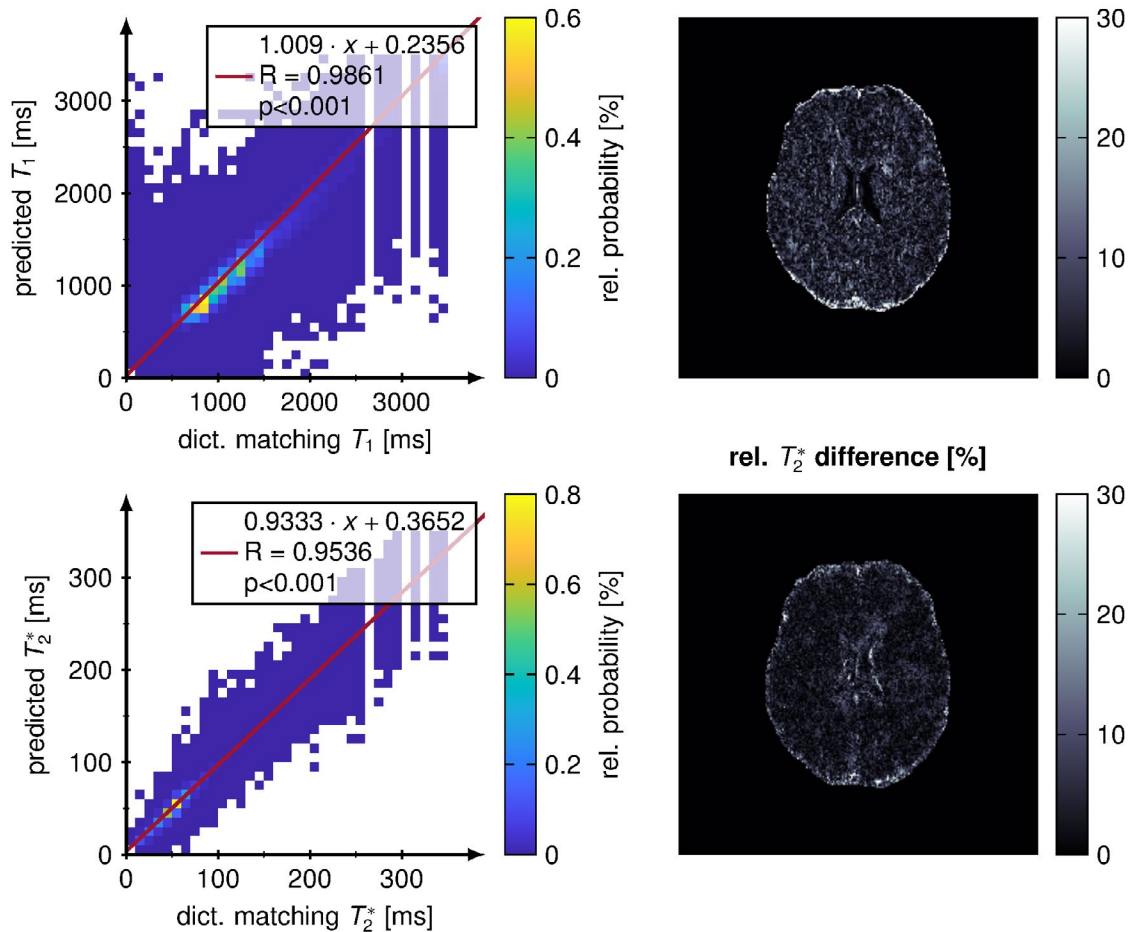 1.009 · x + 0.2356
R = 0.9861
p<0.001
predicted T₁ [ms]
3000
2000
1000
0
0 1000 2000 3000
dict. matching T₁ [ms]
0.6
0.4
0.2
0
rel. probability [%]
30
20
10
0
rel. T₂* difference [%]
0.9333 · x + 0.3652
R = 0.9536
p<0.001
predicted T₂* [ms]
300
200
100
0
0 100 200 300
dict. matching T₂* [ms]
0.8
0.6
0.4
0.2
0
rel. probability [%]
30
20
10
0